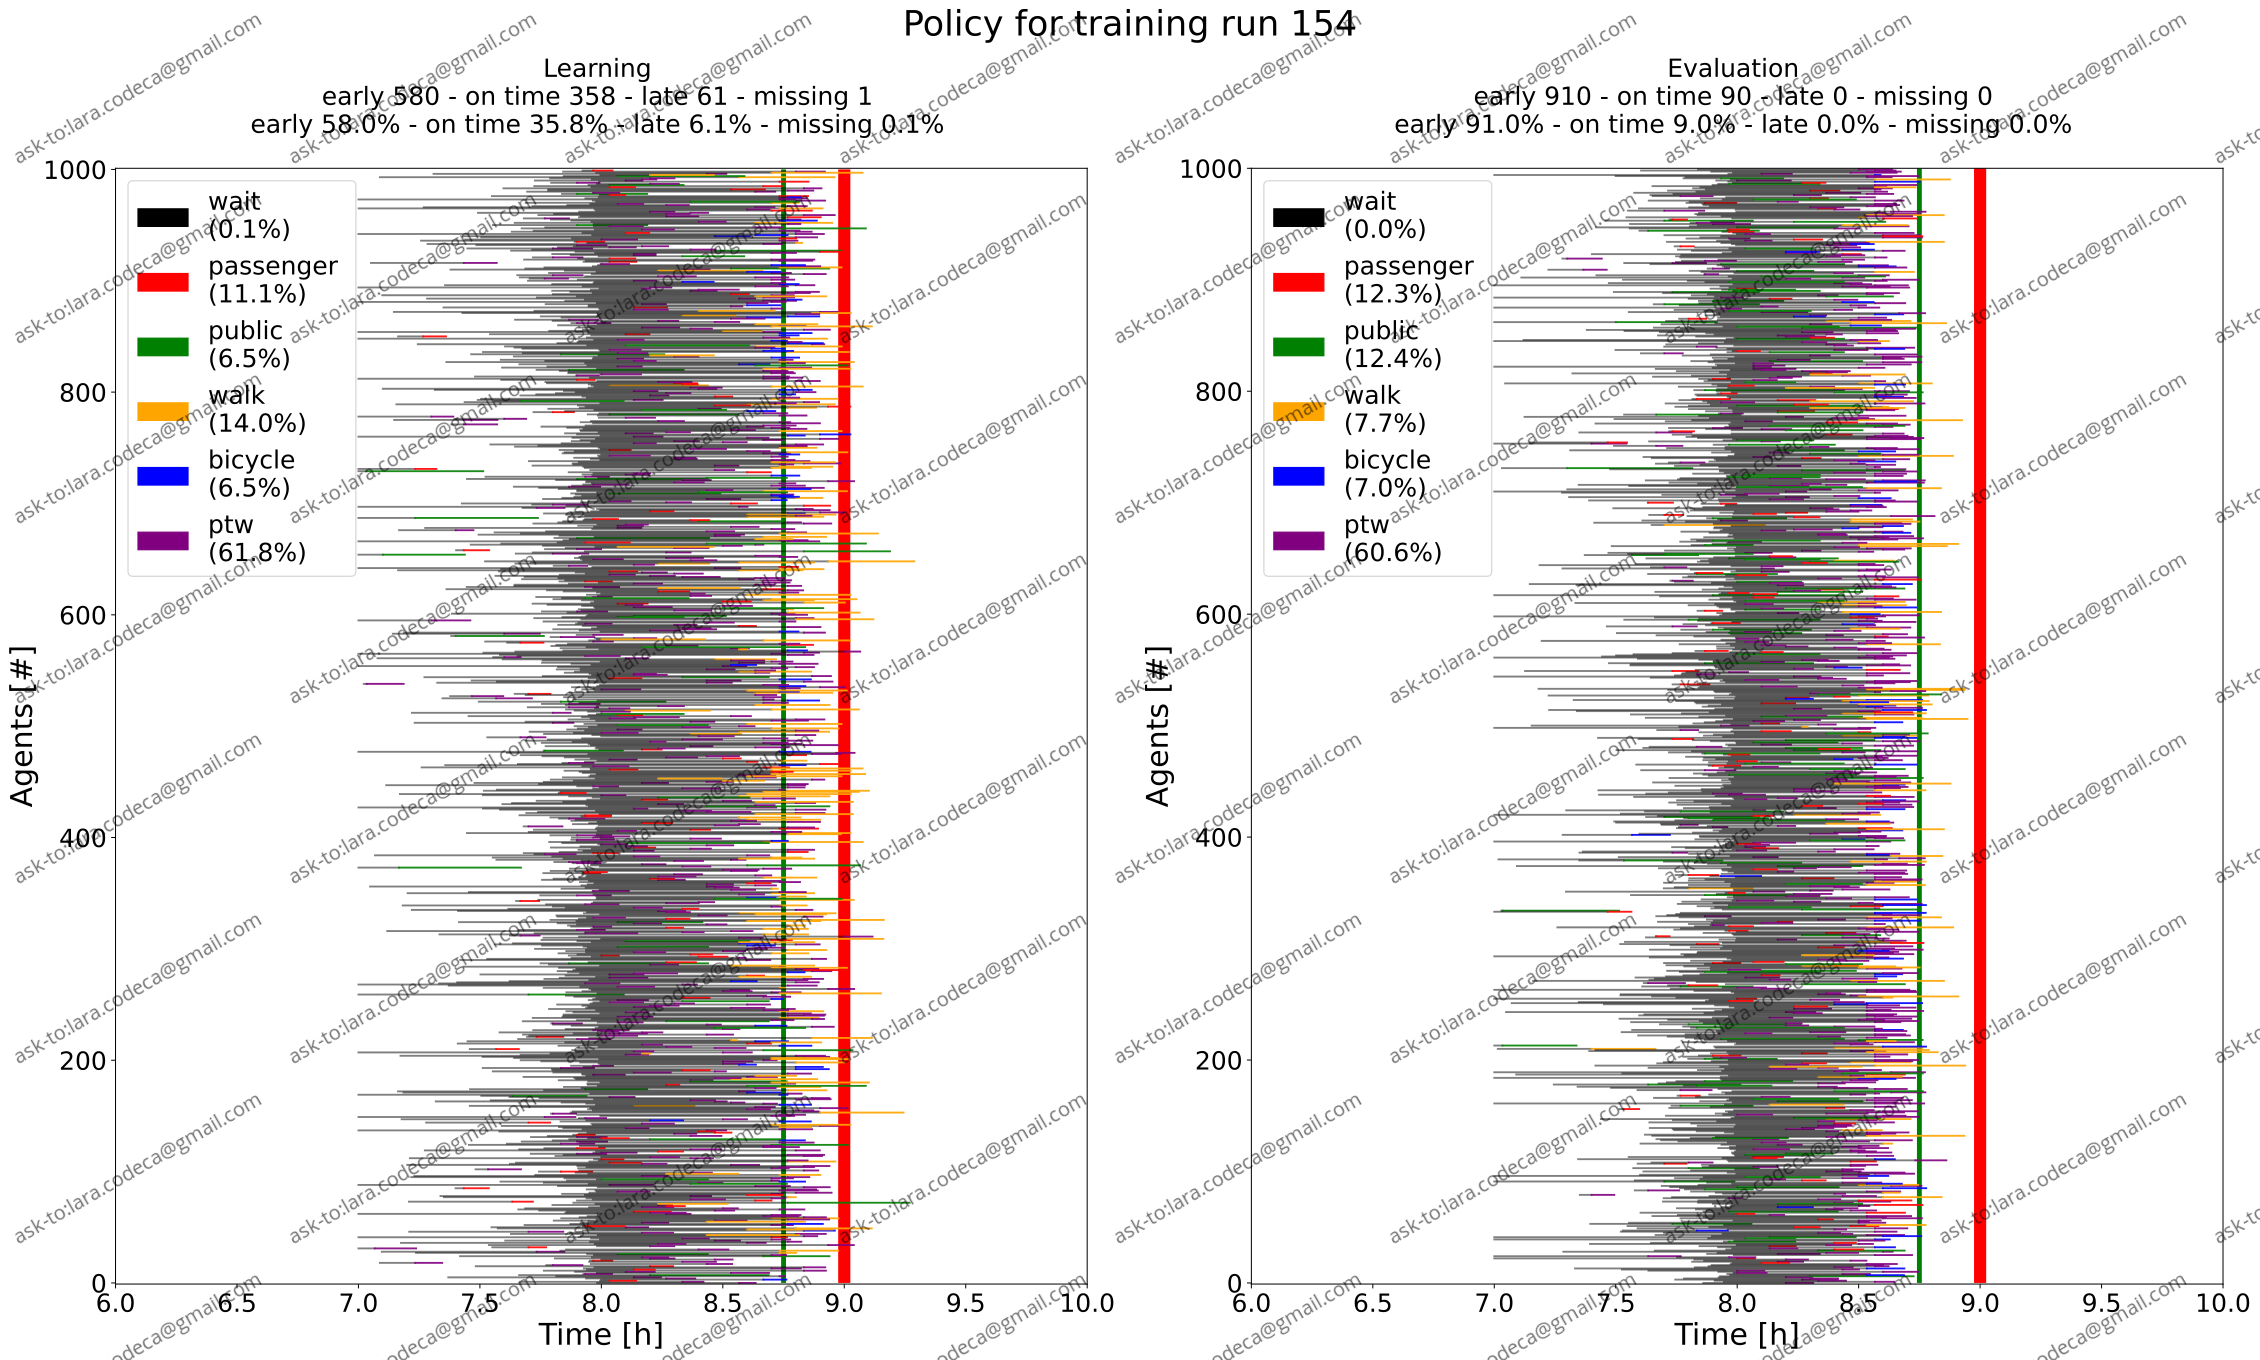 Policy for training run 154
Learning
early 580 - on time 358 - late 61 - missing 1
early 58.0% - on time 35.8% - late 6.1% - missing 0.1%
wait
(0.1%)
passenger
(11.1%)
public
(6.5%)
walk
(14.0%)
bicycle
(6.5%)
ptw
(61.8%)
Agents [#]
1000
800
600
400
200
0
6.0 6.5 7.0 7.5 8.0 8.5 9.0 9.5 10.0
Time [h]
Evaluation
early 910 - on time 90 - late 0 - missing 0
early 91.0% - on time 9.0% - late 0.0% - missing 0.0%
wait
(0.0%)
passenger
(12.3%)
public
(12.4%)
walk
(7.7%)
bicycle
(7.0%)
ptw
(60.6%)
Agents [#]
1000
800
600
400
200
0
6.0 6.5 7.0 7.5 8.0 8.5 9.0 9.5 10.0
Time [h]
ask-to:lara.codeca@gmail.com